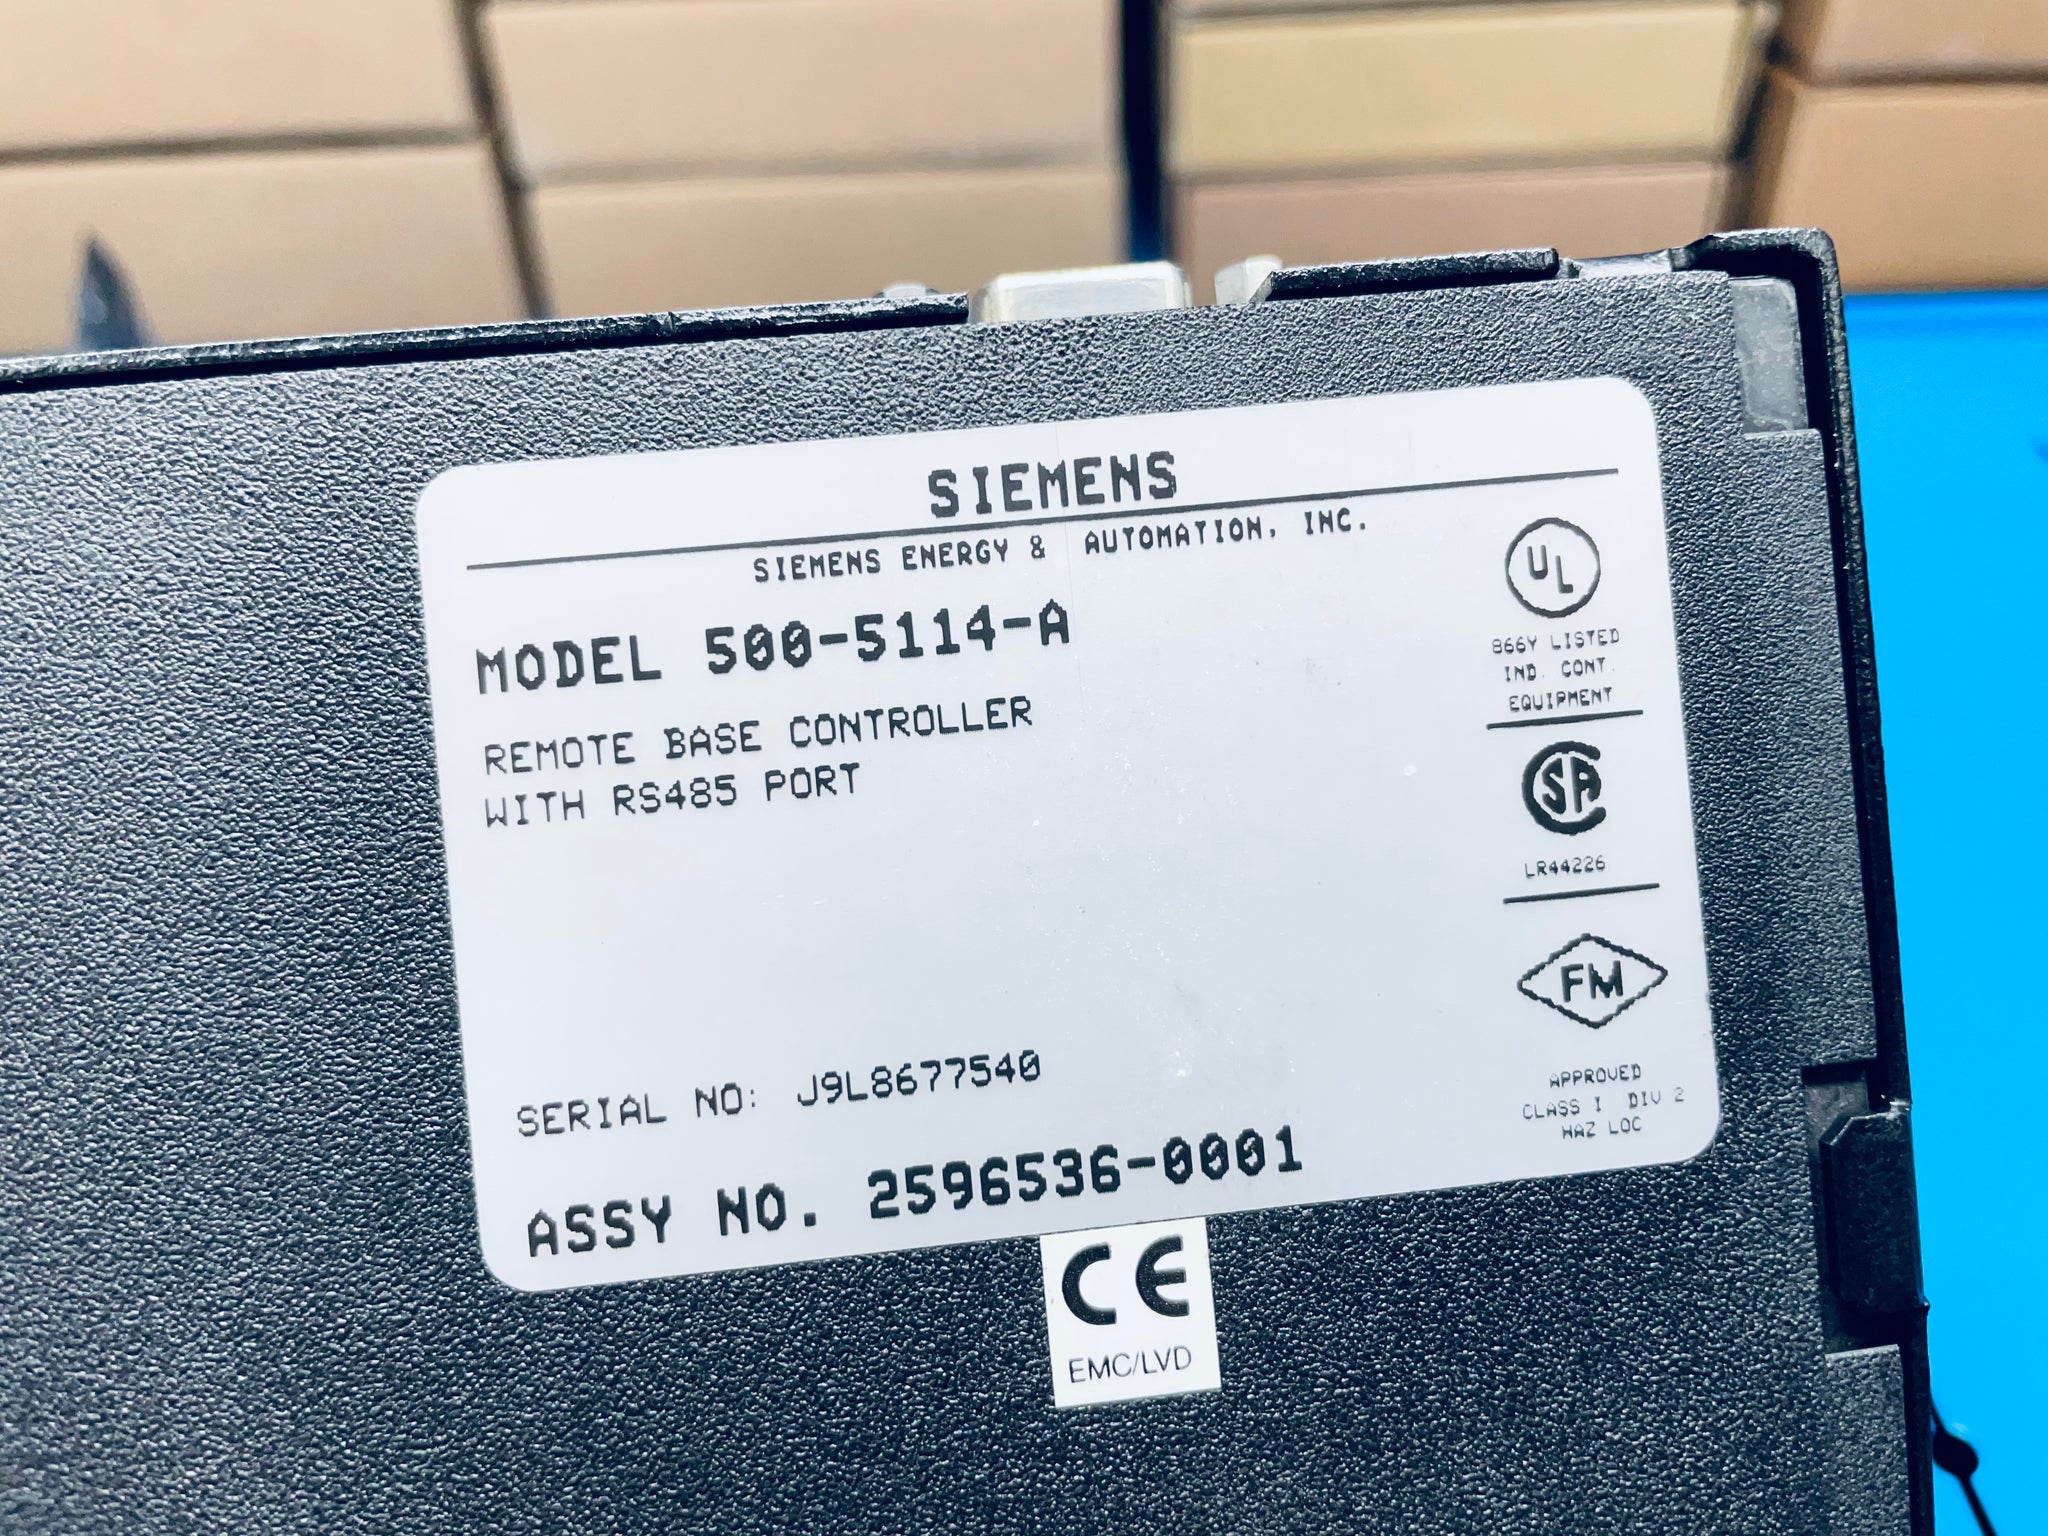 SIEMENS
SIEMENS ENERGY & AUTOMATION, INC.
MODEL 500-5114-A
REMOTE BASE CONTROLLER
WITH RS485 PORT
SERIAL NO: J9L8677540
ASSY NO. 2596536-0001
UL
866Y LISTED
IND. CONT.
EQUIPMENT
CSA
LR44226
FM
APPROVED
CLASS I DIV 2
HAZ LOC
CE
EMC/LVD